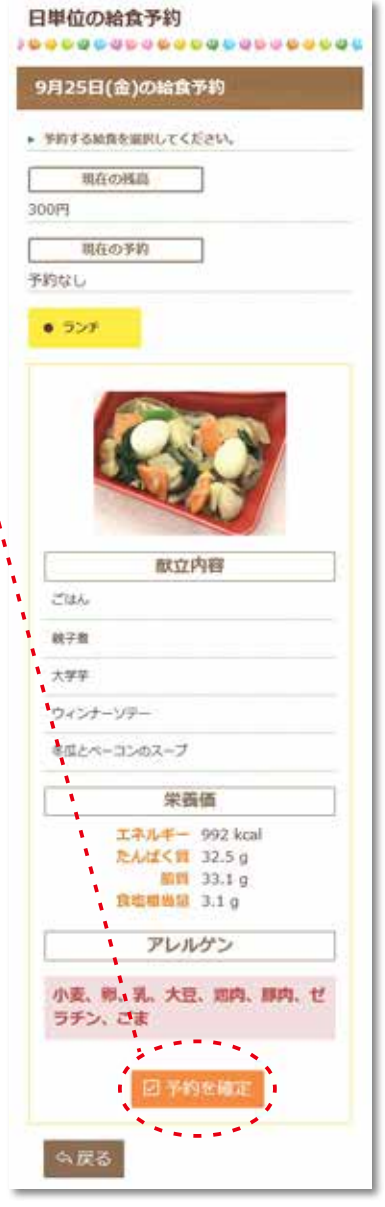 日単位の給食予約
9月25日(金)の給食予約
予約する給食を選択してください。
現在の残高
300円
現在の予約
予約なし
ランチ
献立内容
ごはん
親子煮
大学芋
ウィンナーソテー
冬瓜とベーコンのスープ
栄養価
エネルギー 992 kcal
たんぱく質 32.5 g
脂質 33.1 g
食塩相当量 3.1 g
アレルゲン
小麦、卵、乳、大豆、鶏肉、豚肉、ゼ
ラチン、ごま
予約を確定
戻る